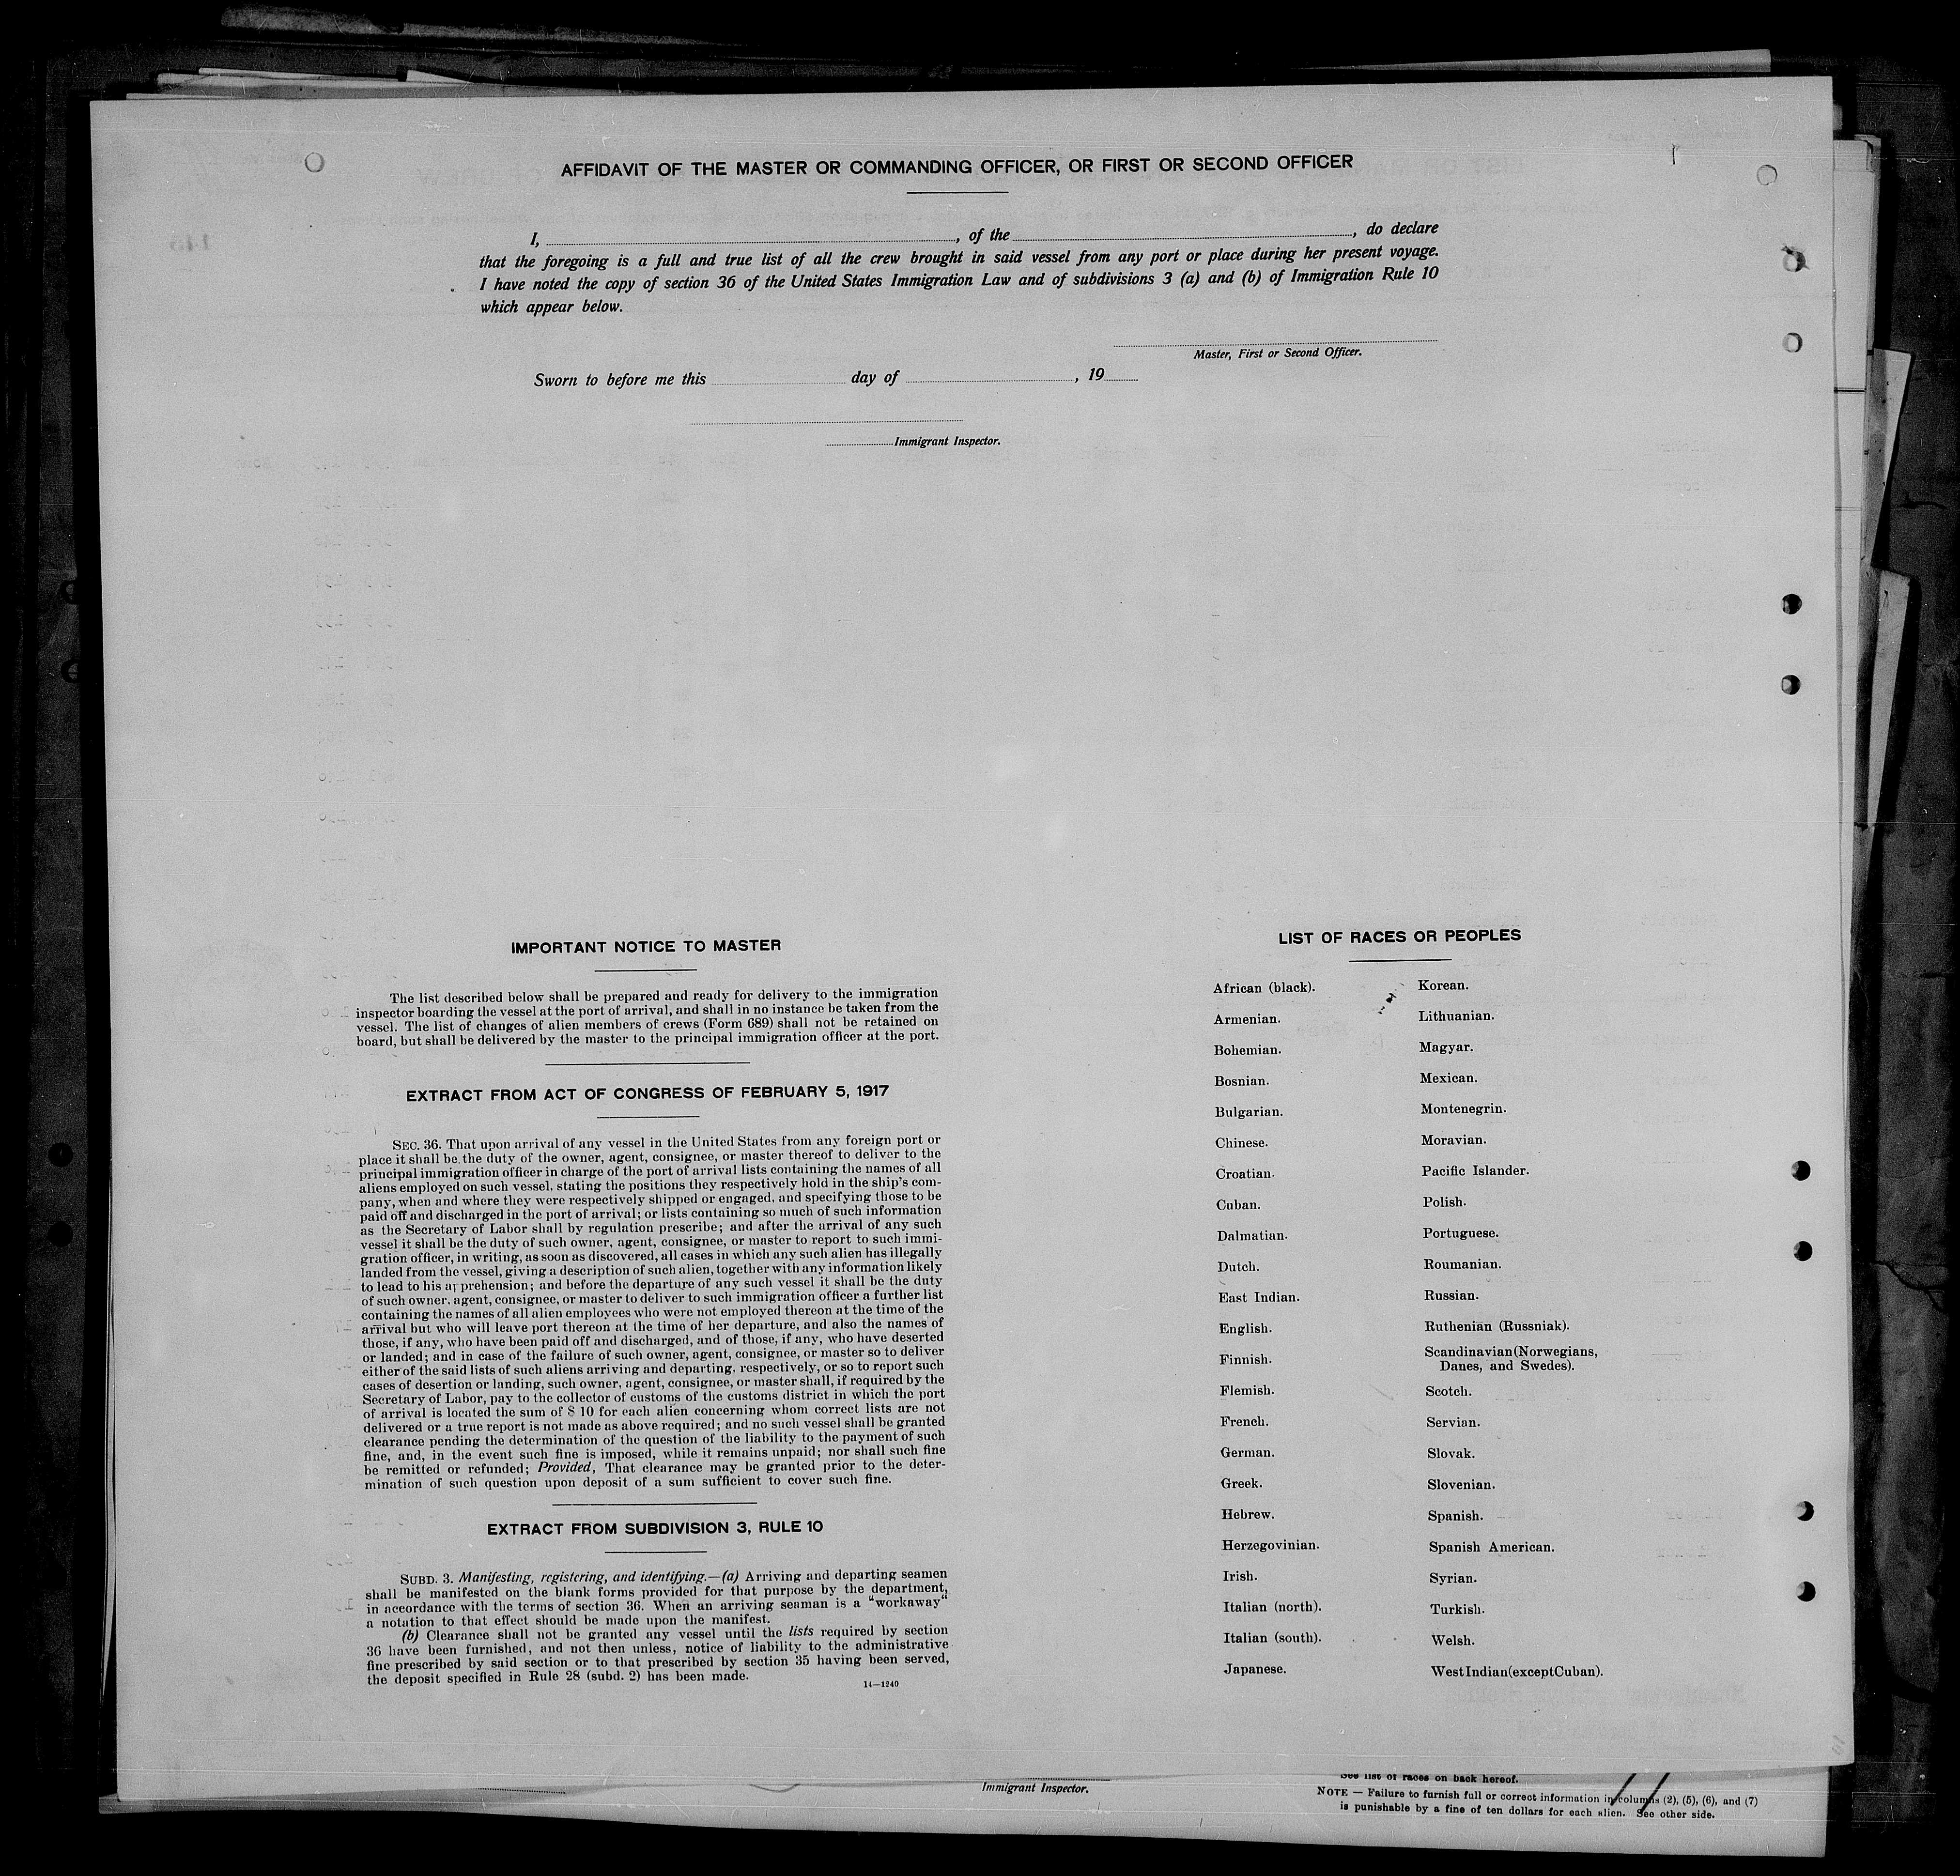 AFFIDAVIT OF THE MASTER OR COMMANDING OFFICER, OR FIRST OR SECOND OFFICER
I, , of the , do declare
that the foregoing is a full and true list of all the crew brought in said vessel from any port or place during her present voyage.
I have noted the copy of section 36 of the United States Immigration Law and of subdivisions 3 (a) and (b) of Immigration Rule 10
which appear below.
Master, First or Second Officer.
Sworn to before me this day of , 19
Immigrant Inspector.
IMPORTANT NOTICE TO MASTER
The list described below shall be prepared and ready for delivery to the immigration
inspector boarding the vessel at the port of arrival, and shall in no instance be taken from the
vessel. The list of changes of alien members of crews (Form 689) shall not be retained on
board, but shall be delivered by the master to the principal immigration officer at the port.
EXTRACT FROM ACT OF CONGRESS OF FEBRUARY 5, 1917
SEC. 36. That upon arrival of any vessel in the United States from any foreign port or
place it shall be the duty of the owner, agent, consignee, or master thereof to deliver to the
principal immigration officer in charge of the port of arrival lists containing the names of all
aliens employed on such vessel, stating the positions they respectively hold in the ship's com-
pany, when and where they were respectively shipped or engaged, and specifying those to be
paid off and discharged in the port of arrival; or lists containing so much of such information
as the Secretary of Labor shall by regulation prescribe; and after the arrival of any such
vessel it shall be the duty of such owner, agent, consignee, or master to report to such immi-
gration officer, in writing, as soon as discovered, all cases in which any such alien has illegally
landed from the vessel, giving a description of such alien, together with any information likely
to lead to his apprehension; and before the departure of any such vessel it shall be the duty
of such owner, agent, consignee, or master to deliver to such immigration officer a further list
containing the names of all alien employees who were not employed thereon at the time of the
arrival but who will leave port thereon at the time of her departure, and also the names of
those, if any, who have been paid off and discharged, and of those, if any, who have deserted
or landed; and in case of the failure of such owner, agent, consignee, or master so to deliver
either of the said lists of such aliens arriving and departing, respectively, or so to report such
cases of desertion or landing, such owner, agent, consignee, or master shall, if required by the
Secretary of Labor, pay to the collector of customs of the customs district in which the port
of arrival is located the sum of $ 10 for each alien concerning whom correct lists are not
delivered or a true report is not made as above required; and no such vessel shall be granted
clearance pending the determination of the question of the liability to the payment of such
fine, and, in the event such fine is imposed, while it remains unpaid; nor shall such fine
be remitted or refunded; Provided, That clearance may be granted prior to the deter-
mination of such question upon deposit of a sum sufficient to cover such fine.
EXTRACT FROM SUBDIVISION 3, RULE 10
SUBD. 3. Manifesting, registering, and identifying.—(a) Arriving and departing seamen
shall be manifested on the blank forms provided for that purpose by the department,
in accordance with the terms of section 36. When an arriving seaman is a "workaway"
a notation to that effect should be made upon the manifest.
(b) Clearance shall not be granted any vessel until the lists required by section
36 have been furnished, and not then unless, notice of liability to the administrative
fine prescribed by said section or to that prescribed by section 35 having been served,
the deposit specified in Rule 28 (subd. 2) has been made.
14—1240
LIST OF RACES OR PEOPLES
African (black).
Armenian.
Bohemian.
Bosnian.
Bulgarian.
Chinese.
Croatian.
Cuban.
Dalmatian.
Dutch.
East Indian.
English.
Finnish.
Flemish.
French.
German.
Greek.
Hebrew.
Herzegovinian.
Irish.
Italian (north).
Italian (south).
Japanese.
Korean.
Lithuanian.
Magyar.
Mexican.
Montenegrin.
Moravian.
Pacific Islander.
Polish.
Portuguese.
Roumanian.
Russian.
Ruthenian (Russniak).
Scandinavian (Norwegians,
Danes, and Swedes).
Scotch.
Servian.
Slovak.
Slovenian.
Spanish.
Spanish American.
Syrian.
Turkish.
Welsh.
West Indian (except Cuban).
Immigrant Inspector.
See list of races on back hereof.
NOTE — Failure to furnish full or correct information in columns (2), (5), (6), and (7)
is punishable by a fine of ten dollars for each alien. See other side.